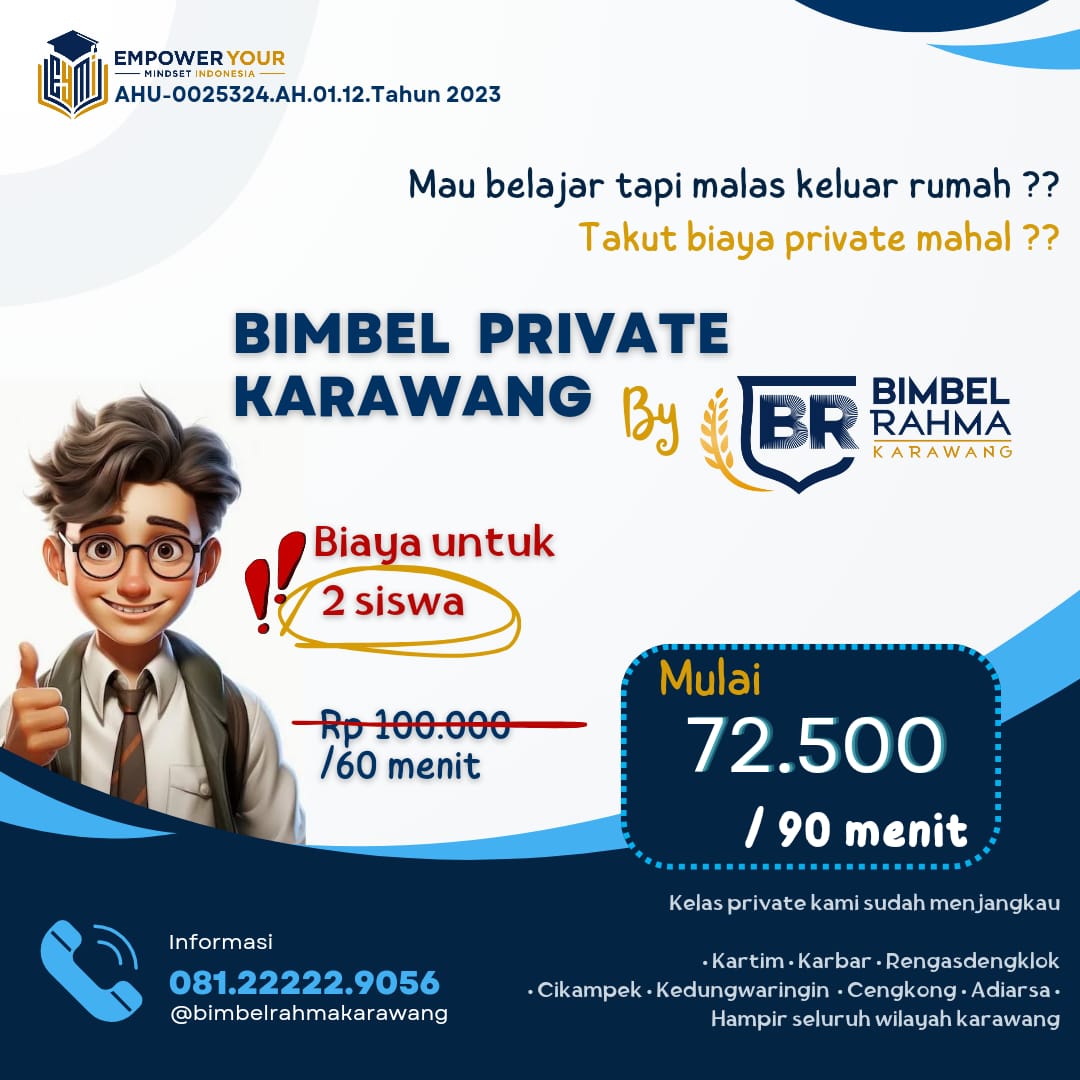 EYMI
EMPOWER YOUR
MINDSET INDONESIA
AHU-0025324.AH.01.12.Tahun 2023
Mau belajar tapi malas keluar rumah ??
Takut biaya private mahal ??
BIMBEL PRIVATE
KARAWANG By
BR
BIMBEL
RAHMA
KARAWANG
!!
Biaya untuk
2 siswa
Rp 100.000
/60 menit
Mulai
72.500
/ 90 menit
Kelas private kami sudah menjangkau
• Kartim • Karbar • Rengasdengklok
• Cikampek • Kedungwaringin • Cengkong • Adiarsa •
Hampir seluruh wilayah karawang
Informasi
081.22222.9056
@bimbelrahmakarawang